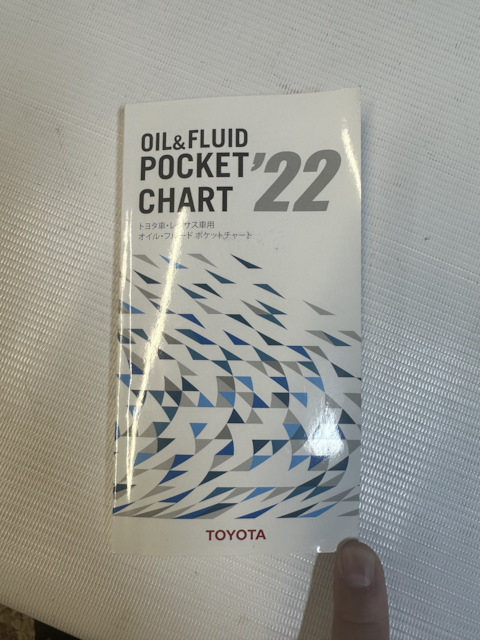 OIL&FLUID
POCKET
CHART
'22
トヨタ車・レクサス車用
オイル・フルード ポケットチャート
TOYOTA